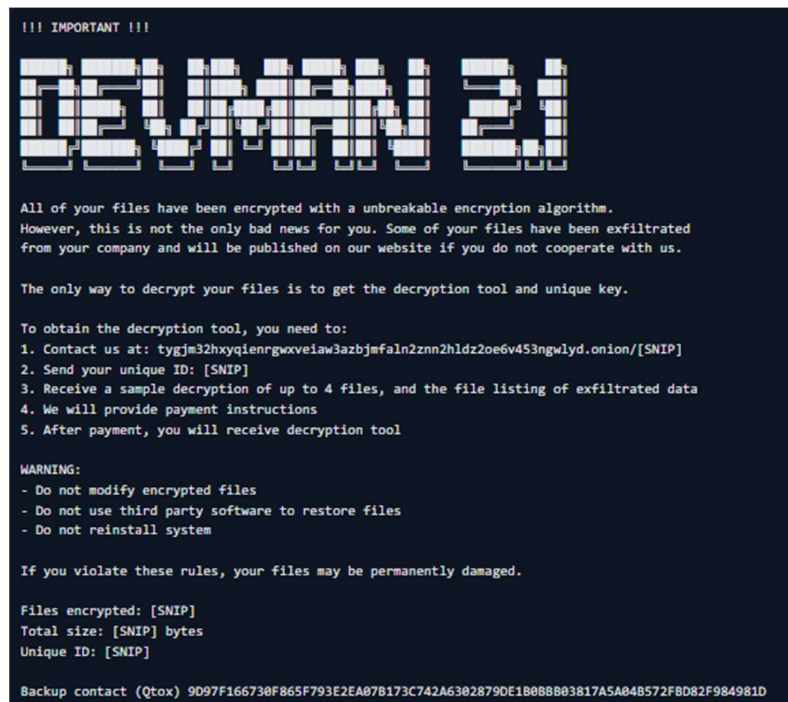 !!! IMPORTANT !!!
DEVMAN 2.1
All of your files have been encrypted with a unbreakable encryption algorithm.
However, this is not the only bad news for you. Some of your files have been exfiltrated
from your company and will be published on our website if you do not cooperate with us.
The only way to decrypt your files is to get the decryption tool and unique key.
To obtain the decryption tool, you need to:
1. Contact us at: tygjm32hxyqienrgwxveiaw3azbjmfaln2znn2hldz2oe6v453ngwlyd.onion/[SNIP]
2. Send your unique ID: [SNIP]
3. Receive a sample decryption of up to 4 files, and the file listing of exfiltrated data
4. We will provide payment instructions
5. After payment, you will receive decryption tool
WARNING:
- Do not modify encrypted files
- Do not use third party software to restore files
- Do not reinstall system
If you violate these rules, your files may be permanently damaged.
Files encrypted: [SNIP]
Total size: [SNIP] bytes
Unique ID: [SNIP]
Backup contact (Qtox) 9D97F166730F865F793E2EA07B173C742A6302879DE1B0BBB03817A5A04B572FBD82F984981D